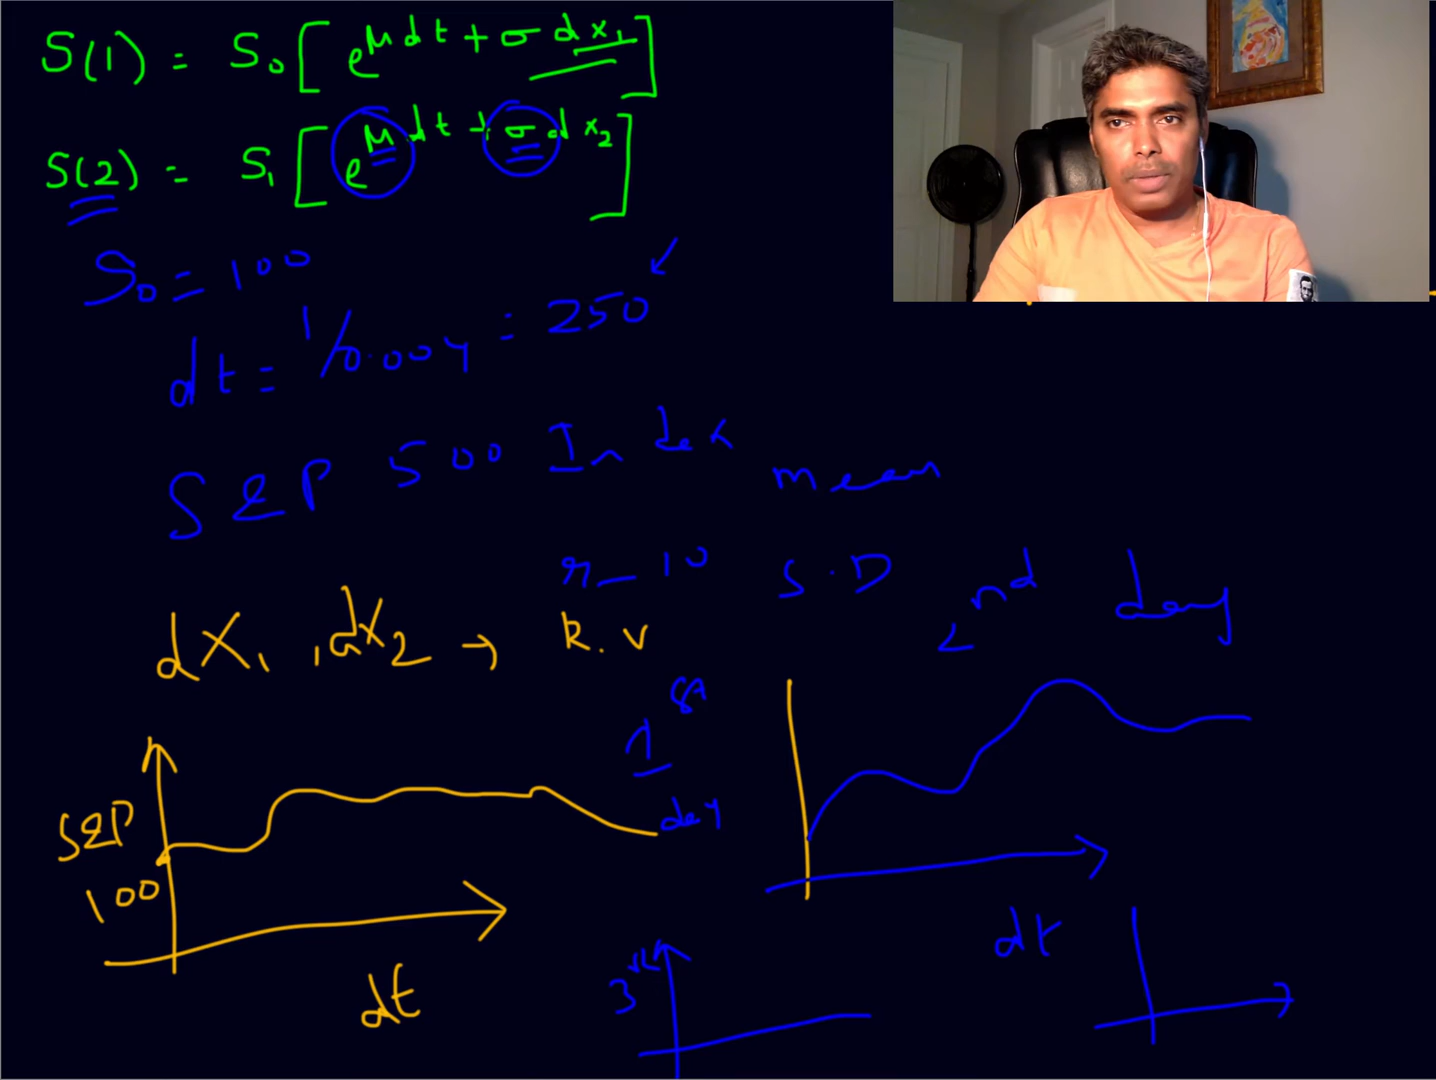 S(1) = S₀ [ e^{μdt + σdx₁} ]
S(2) = S₁ [ e^{μdt + σdx₂} ]
S₀ = 100
dt = 1/0.004 = 250
S&P 500 Index
mean
S.D
2nd day
dX₁, dX₂ → R.V
1st
day
S&P
100
dt
dt
3rd